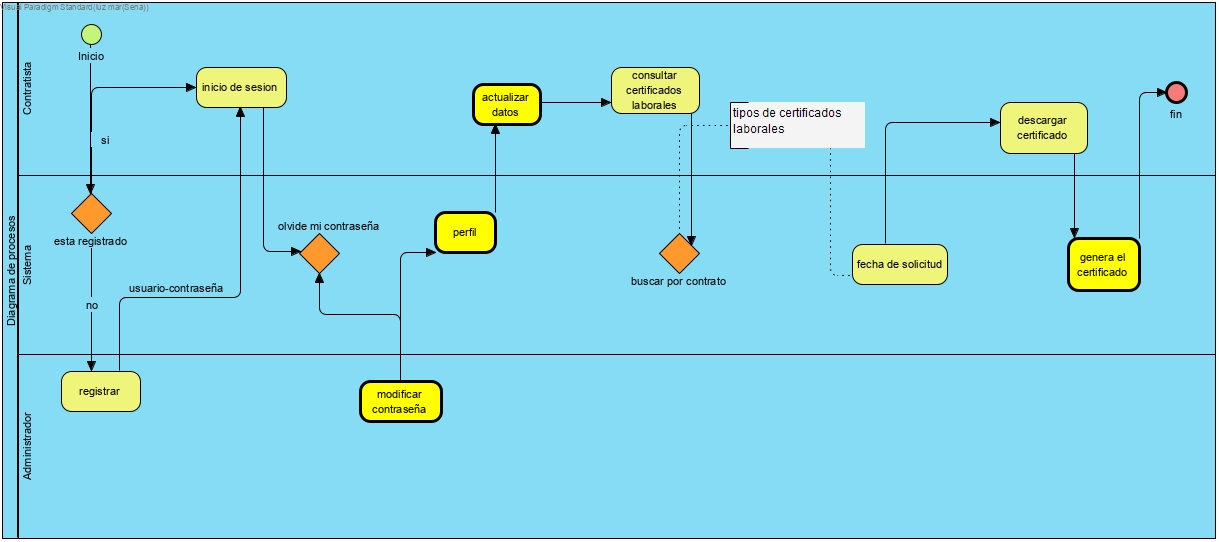 Visual Paradigm Standard(luz mar(Sena))
Diagrama de procesos
Contratista
Inicio
si
inicio de sesion
actualizar
datos
consultar
certificados
laborales
tipos de certificados
laborales
descargar
certificado
fin
Sistema
esta registrado
no
usuario-contraseña
olvide mi contraseña
perfil
buscar por contrato
fecha de solicitud
genera el
certificado
Administrador
registrar
modificar
contraseña